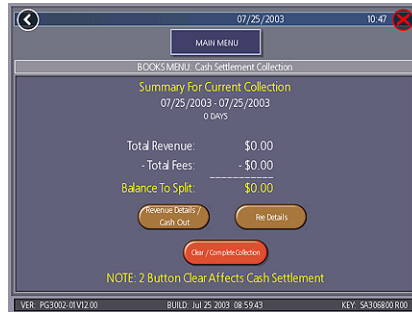 07/25/2003 10:47
MAIN MENU
BOOKS MENU: Cash Settlement Collection
Summary For Current Collection
07/25/2003 - 07/25/2003
0 DAYS
Total Revenue: $0.00
- Total Fees: - $0.00
Balance To Split: $0.00
Revenue Details / Cash Out
Fee Details
Clear / Complete Collection
NOTE: 2 Button Clear Affects Cash Settlement
VER: PG3002-01V12.00 BUILD: Jul 25 2003 08:59:43 KEY: SA306800 R00